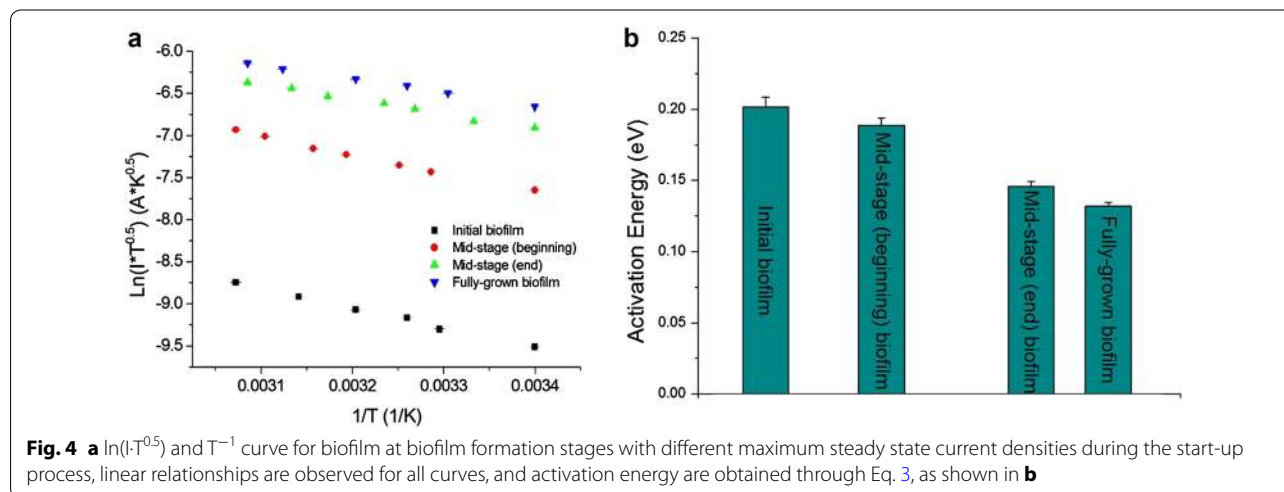 a
-6.0
-6.5
-7.0
-7.5
-8.0
-8.5
-9.0
-9.5
Ln(I*T^0.5) (A*K^0.5)
Initial biofilm
Mid-stage (beginning)
Mid-stage (end)
Fully-grown biofilm
0.0031 0.0032 0.0033 0.0034
1/T (1/K)
b
0.25
0.20
0.15
0.10
0.05
0.00
Activation Energy (eV)
Initial biofilm
Mid-stage (beginning) biofilm
Mid-stage (end) biofilm
Fully-grown biofilm
Fig. 4 a ln(I·T^0.5) and T^−1 curve for biofilm at biofilm formation stages with different maximum steady state current densities during the start-up
process, linear relationships are observed for all curves, and activation energy are obtained through Eq. 3, as shown in b